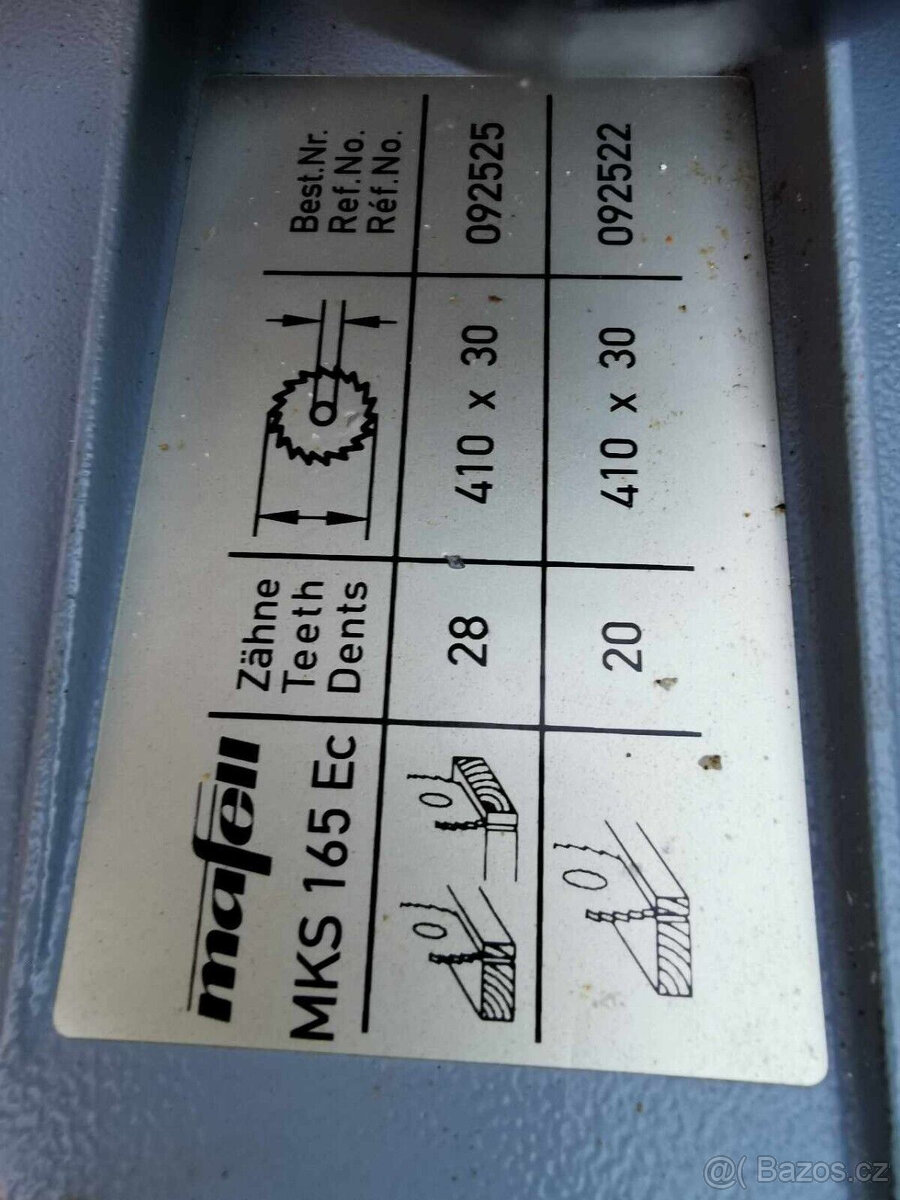 mafell
MKS 165 Ec
Zähne
Teeth
Dents
Best.Nr.
Ref.No.
Réf.No.
28
410 x 30
092525
20
410 x 30
092522
@( Bazos.cz